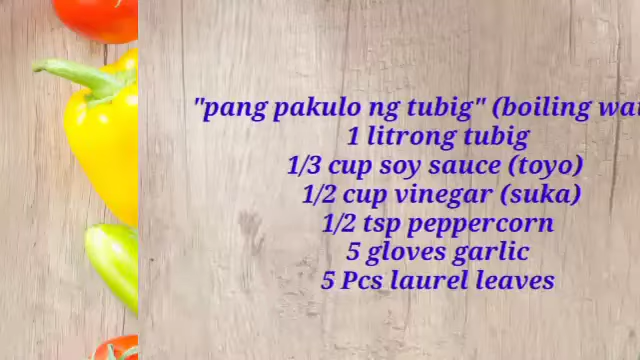 "pang pakulo ng tubig" (boiling wat
1 litrong tubig
1/3 cup soy sauce (toyo)
1/2 cup vinegar (suka)
1/2 tsp peppercorn
5 gloves garlic
5 Pcs laurel leaves